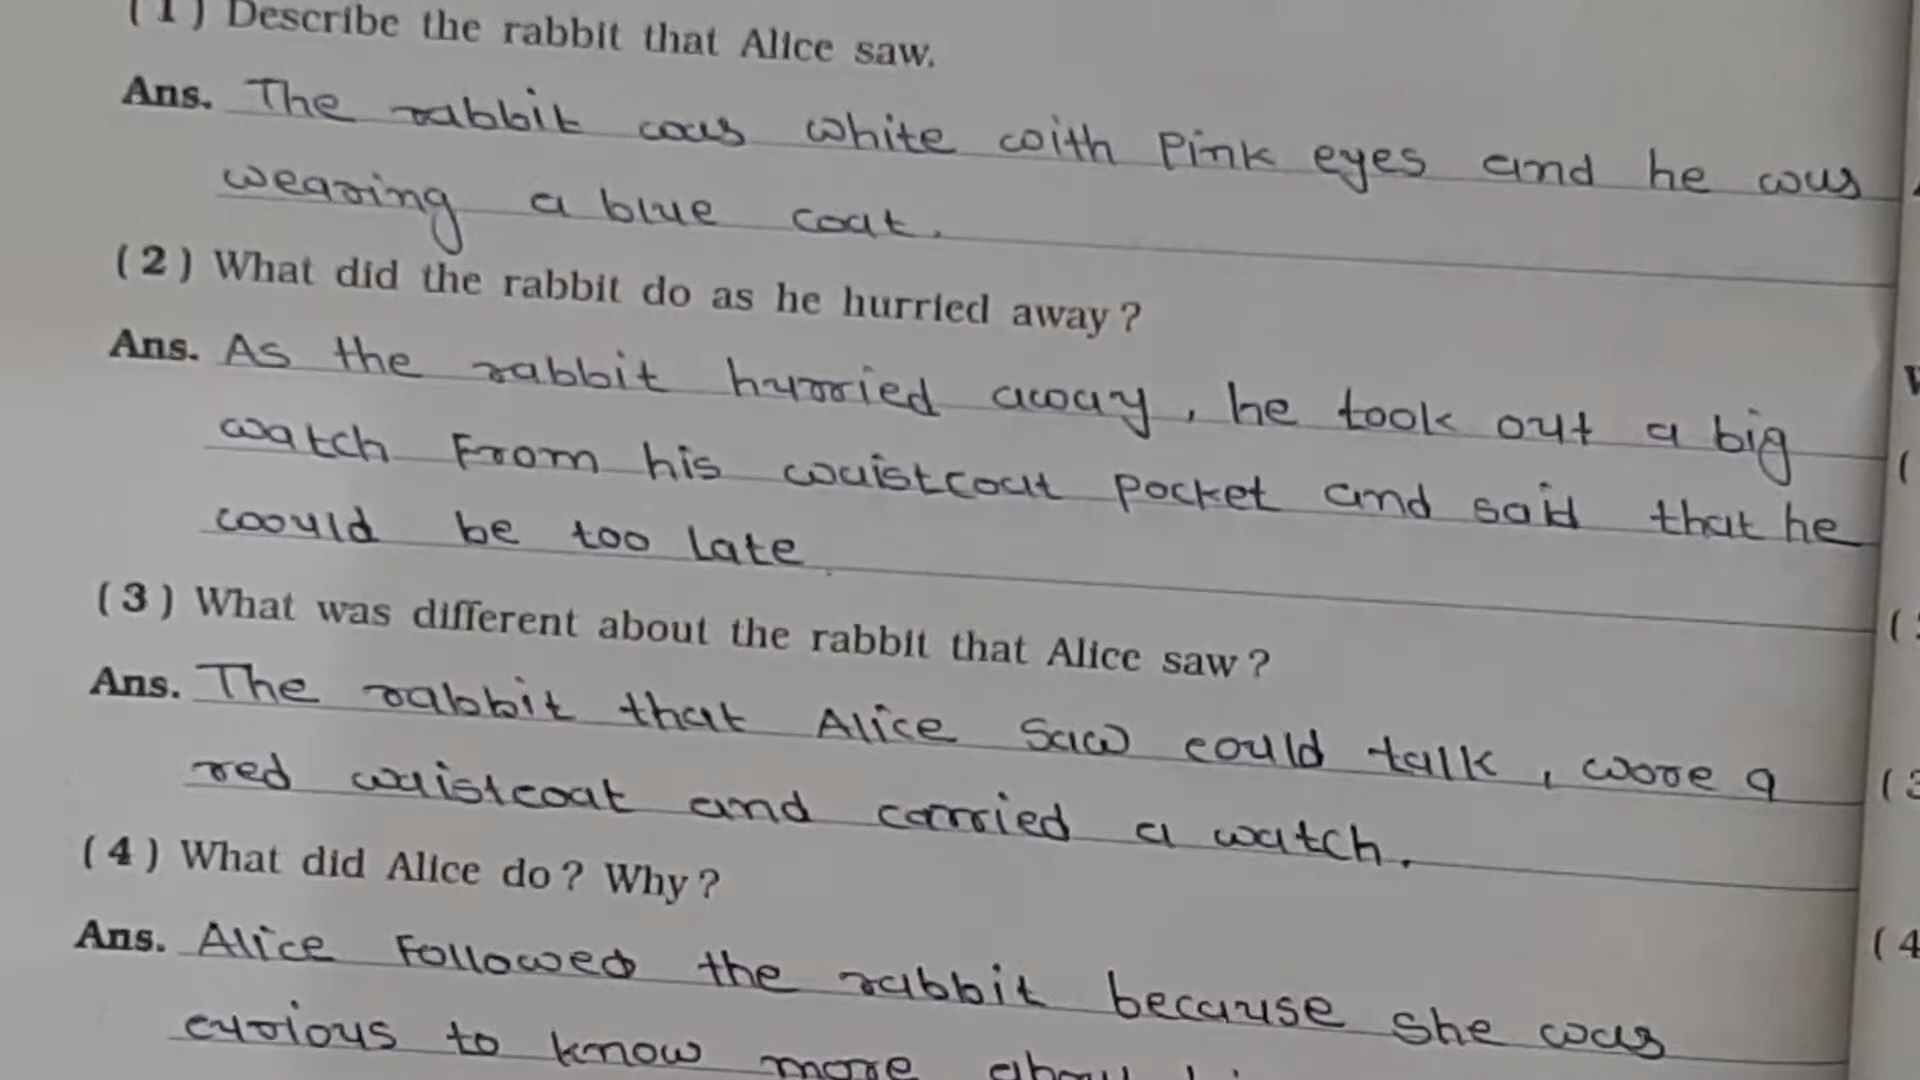 (1) Describe the rabbit that Alice saw.
Ans. The rabbit was white with Pink eyes and he was
wearing a blue coat.
(2) What did the rabbit do as he hurried away?
Ans. As the rabbit hurried away, he took out a big
watch From his waistcoat pocket and said that he
would be too late
(3) What was different about the rabbit that Alice saw?
Ans. The rabbit that Alice saw could talk, wore a
red waistcoat and carried a watch.
(4) What did Alice do? Why?
Ans. Alice Followed the rabbit because she was
curious to know more about
(
(
(3
(4